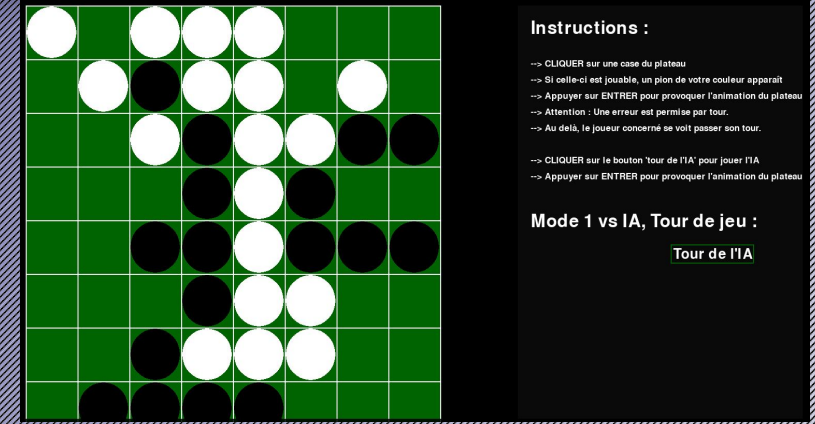 Instructions :
--> CLIQUER sur une case du plateau
--> Si celle-ci est jouable, un pion de votre couleur apparaît
--> Appuyer sur ENTRER pour provoquer l'animation du plateau
--> Attention : Une erreur est permise par tour.
--> Au delà, le joueur concerné se voit passer son tour.
--> CLIQUER sur le bouton 'tour de l'IA' pour jouer l'IA
--> Appuyer sur ENTRER pour provoquer l'animation du plateau
Mode 1 vs IA, Tour de jeu :
Tour de l'IA